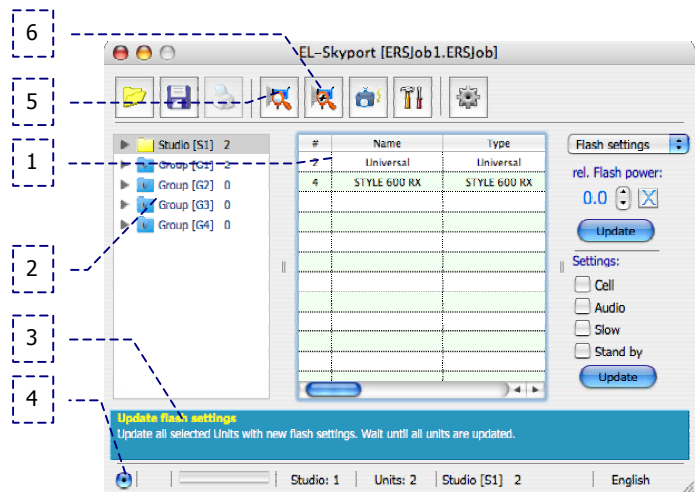 6
EL-Skyport [ERSJob1.ERSJob]
5
1
Studio [S1] 2
Group [G1] 2
Group [G2] 0
Group [G3] 0
Group [G4] 0
# Name Type
2 Universal Universal
4 STYLE 600 RX STYLE 600 RX
Flash settings
rel. Flash power:
0.0
Update
Settings:
Cell
Audio
Slow
Stand by
Update
2
3
4
Update flash settings
Update all selected Units with new flash settings. Wait until all units are updated.
Studio: 1 Units: 2 Studio [S1] 2 English